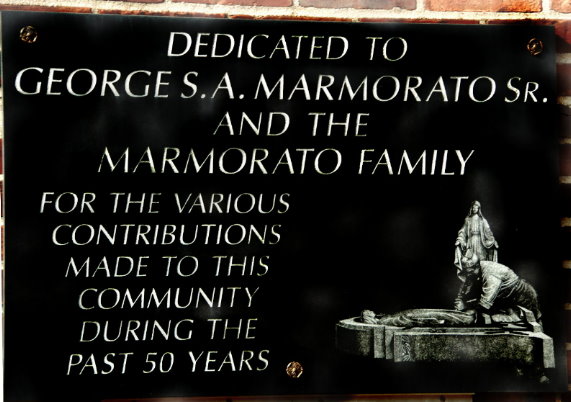 DEDICATED TO
GEORGE S.A. MARMORATO SR.
AND THE
MARMORATO FAMILY
FOR THE VARIOUS
CONTRIBUTIONS
MADE TO THIS
COMMUNITY
DURING THE
PAST 50 YEARS